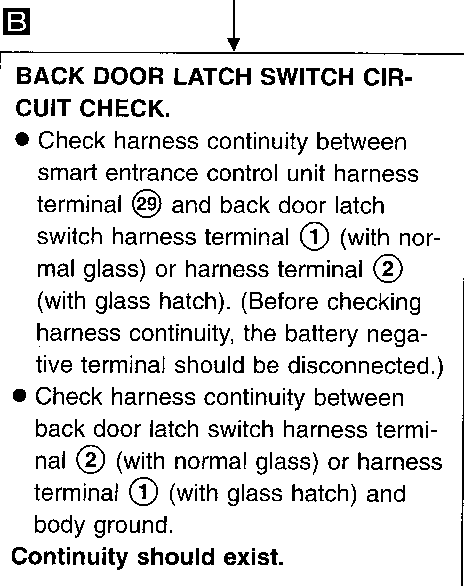 B
BACK DOOR LATCH SWITCH CIR-
CUIT CHECK.
● Check harness continuity between
smart entrance control unit harness
terminal ㉙ and back door latch
switch harness terminal ① (with nor-
mal glass) or harness terminal ②
(with glass hatch). (Before checking
harness continuity, the battery nega-
tive terminal should be disconnected.)
● Check harness continuity between
back door latch switch harness termi-
nal ② (with normal glass) or harness
terminal ① (with glass hatch) and
body ground.
Continuity should exist.